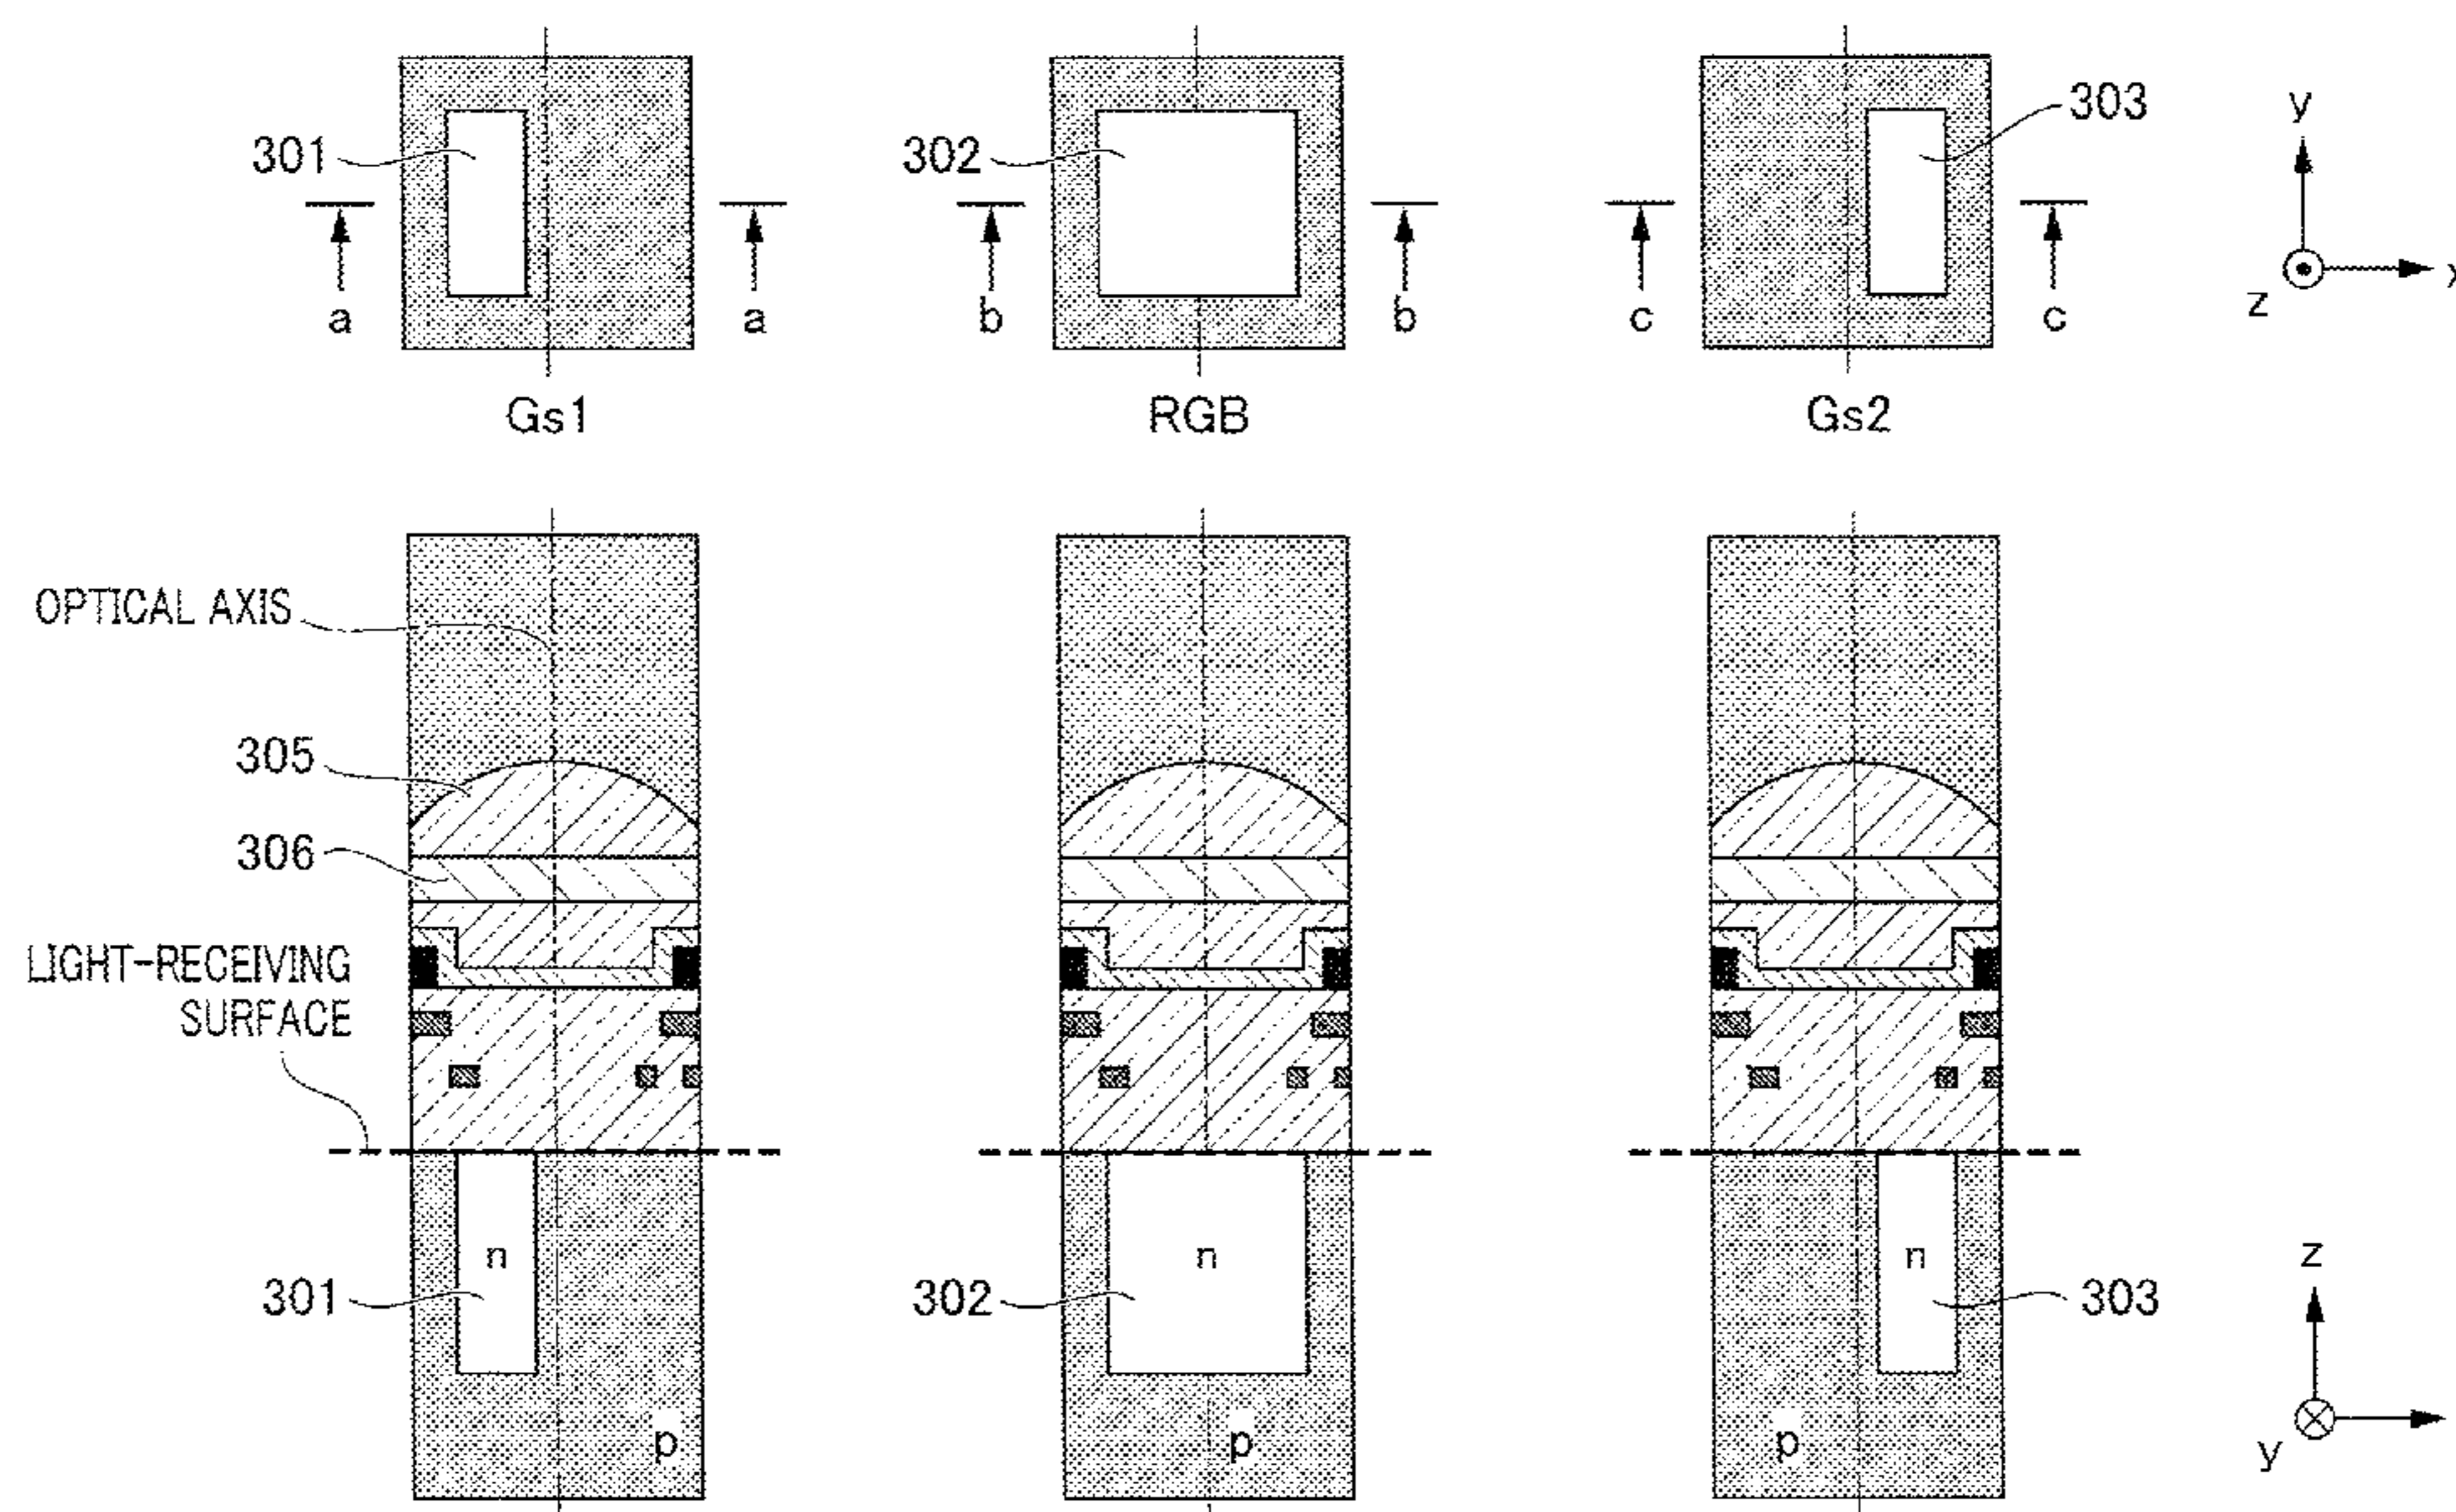 301
302
303
a
a
b
b
c
c
y
z
x
Gs1
RGB
Gs2
OPTICAL AXIS
305
306
LIGHT-RECEIVING
SURFACE
n
n
n
301
302
303
p
p
p
z
y